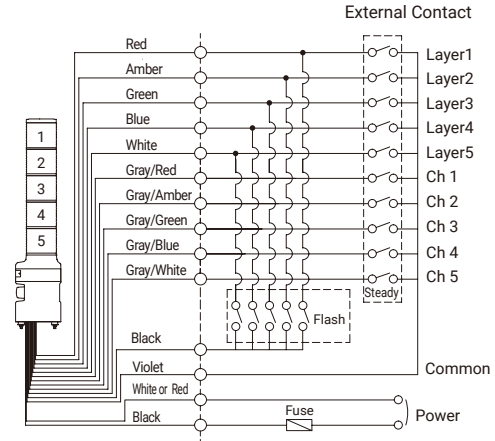 External Contact
Red
Layer1
Amber
Layer2
Green
Layer3
Blue
Layer4
White
Layer5
Gray/Red
Ch 1
Gray/Amber
Ch 2
Gray/Green
Ch 3
Gray/Blue
Ch 4
Gray/White
Ch 5
1
2
3
4
5
Steady
Flash
Black
Violet
Common
White or Red
Black
Fuse
Power